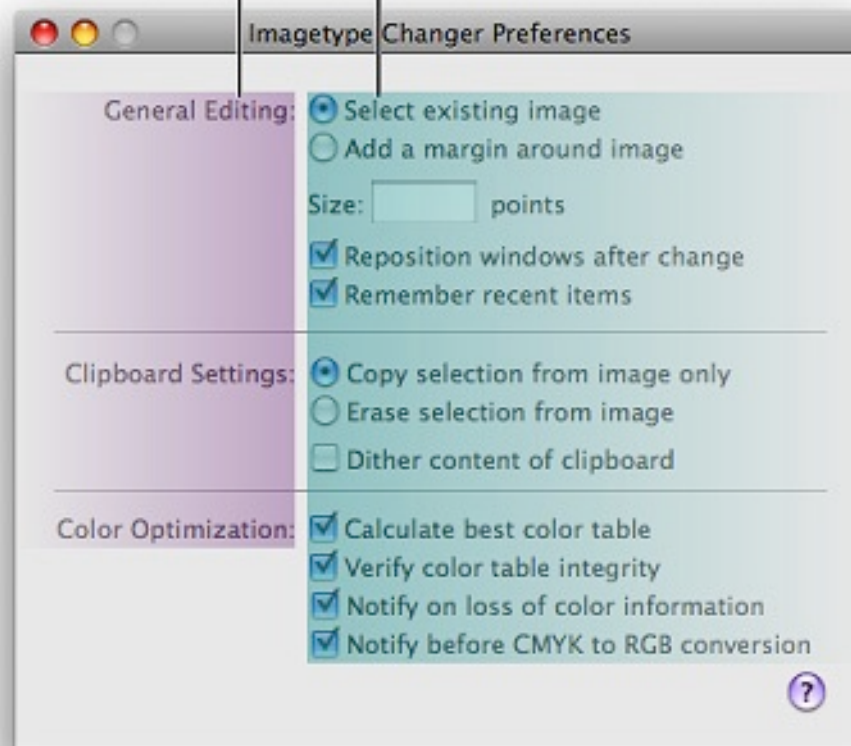 Imagetype Changer Preferences
General Editing: Select existing image
Add a margin around image
Size: points
Reposition windows after change
Remember recent items
Clipboard Settings: Copy selection from image only
Erase selection from image
Dither content of clipboard
Color Optimization: Calculate best color table
Verify color table integrity
Notify on loss of color information
Notify before CMYK to RGB conversion
?